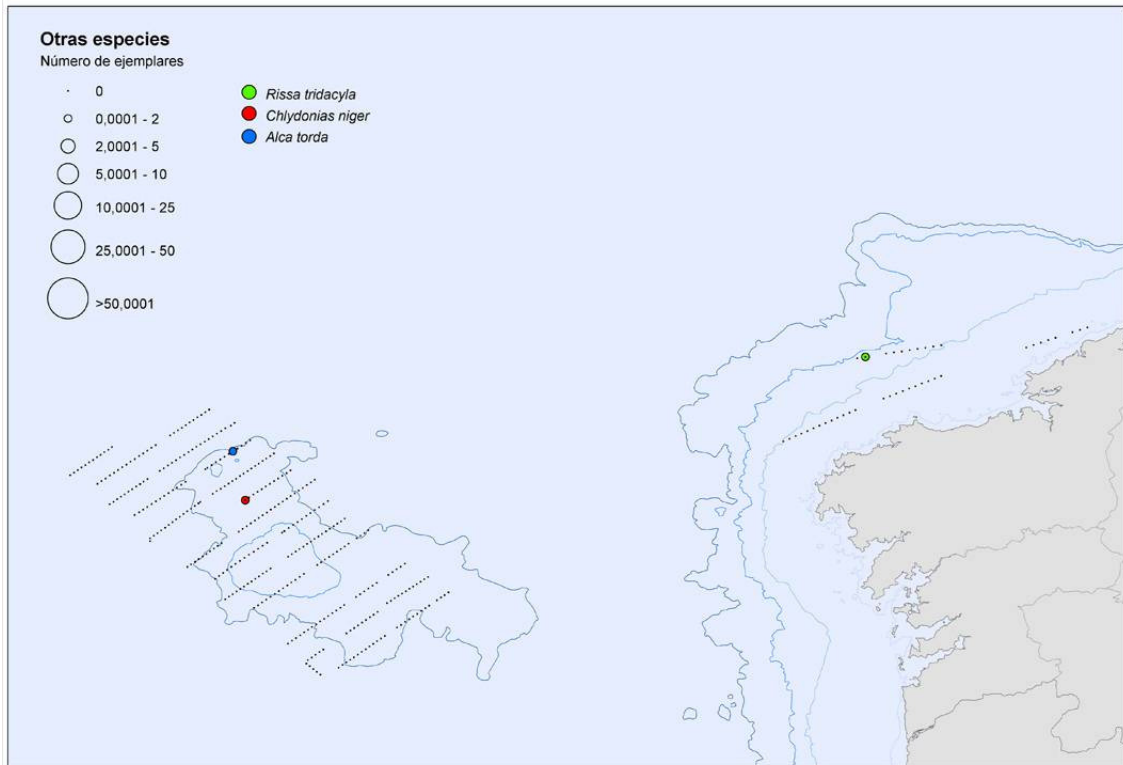 Otras especies
Número de ejemplares
0
0,0001 - 2
2,0001 - 5
5,0001 - 10
10,0001 - 25
25,0001 - 50
>50,0001
Rissa tridacyla
Chlydonias niger
Alca torda